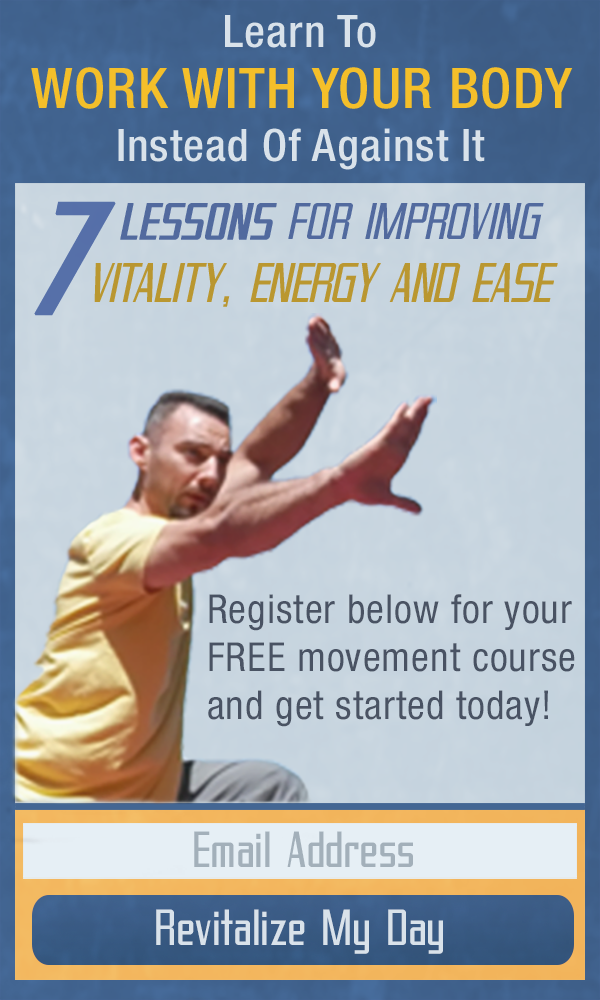 Learn To
WORK WITH YOUR BODY
Instead Of Against It
7 LESSONS FOR IMPROVING
VITALITY, ENERGY AND EASE
Register below for your
FREE movement course
and get started today!
Email Address
Revitalize My Day